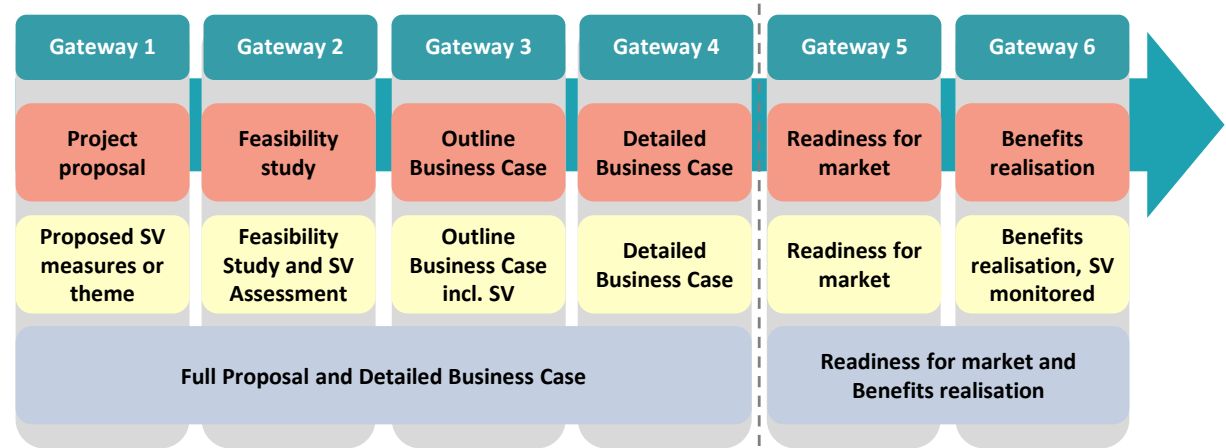 Gateway 1
Gateway 2
Gateway 3
Gateway 4
Gateway 5
Gateway 6
Project
proposal
Feasibility
study
Outline
Business Case
Detailed
Business Case
Readiness for
market
Benefits
realisation
Proposed SV
measures or
theme
Feasibility
Study and SV
Assessment
Outline
Business Case
incl. SV
Detailed
Business Case
Readiness for
market
Benefits
realisation, SV
monitored
Full Proposal and Detailed Business Case
Readiness for market and
Benefits realisation